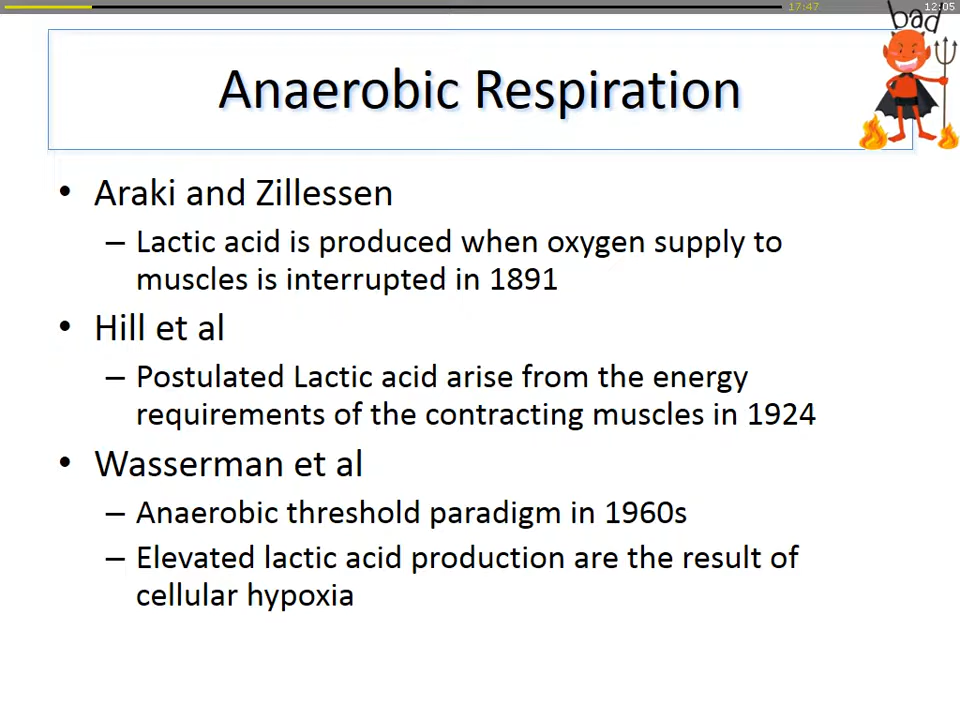 17:47
12:05
bad
Anaerobic Respiration
• Araki and Zillessen
– Lactic acid is produced when oxygen supply to
muscles is interrupted in 1891
• Hill et al
– Postulated Lactic acid arise from the energy
requirements of the contracting muscles in 1924
• Wasserman et al
– Anaerobic threshold paradigm in 1960s
– Elevated lactic acid production are the result of
cellular hypoxia